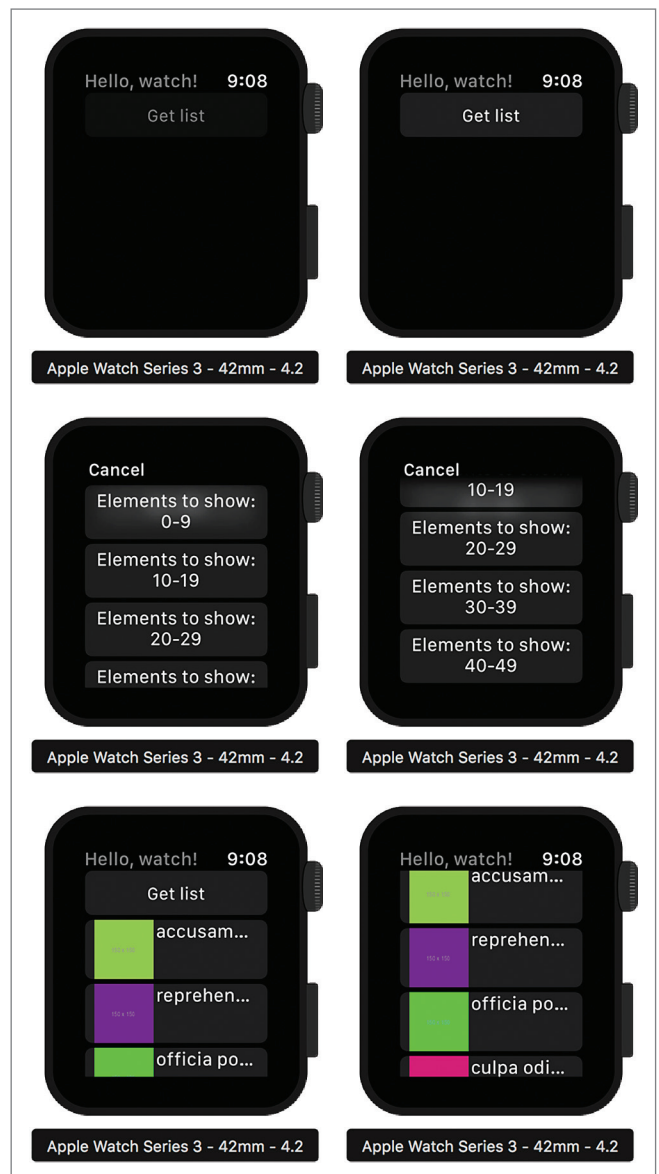 Hello, watch! 9:08
Get list
Apple Watch Series 3 - 42mm - 4.2
Hello, watch! 9:08
Get list
Apple Watch Series 3 - 42mm - 4.2
Cancel
Elements to show:
0-9
Elements to show:
10-19
Elements to show:
20-29
Elements to show:
Apple Watch Series 3 - 42mm - 4.2
Cancel
10-19
Elements to show:
20-29
Elements to show:
30-39
Elements to show:
40-49
Apple Watch Series 3 - 42mm - 4.2
Hello, watch! 9:08
Get list
accusam...
reprehen...
150 x 150
officia po...
Apple Watch Series 3 - 42mm - 4.2
Hello, watch! 9:08
accusam...
reprehen...
150 x 150
officia po...
culpa odi...
Apple Watch Series 3 - 42mm - 4.2